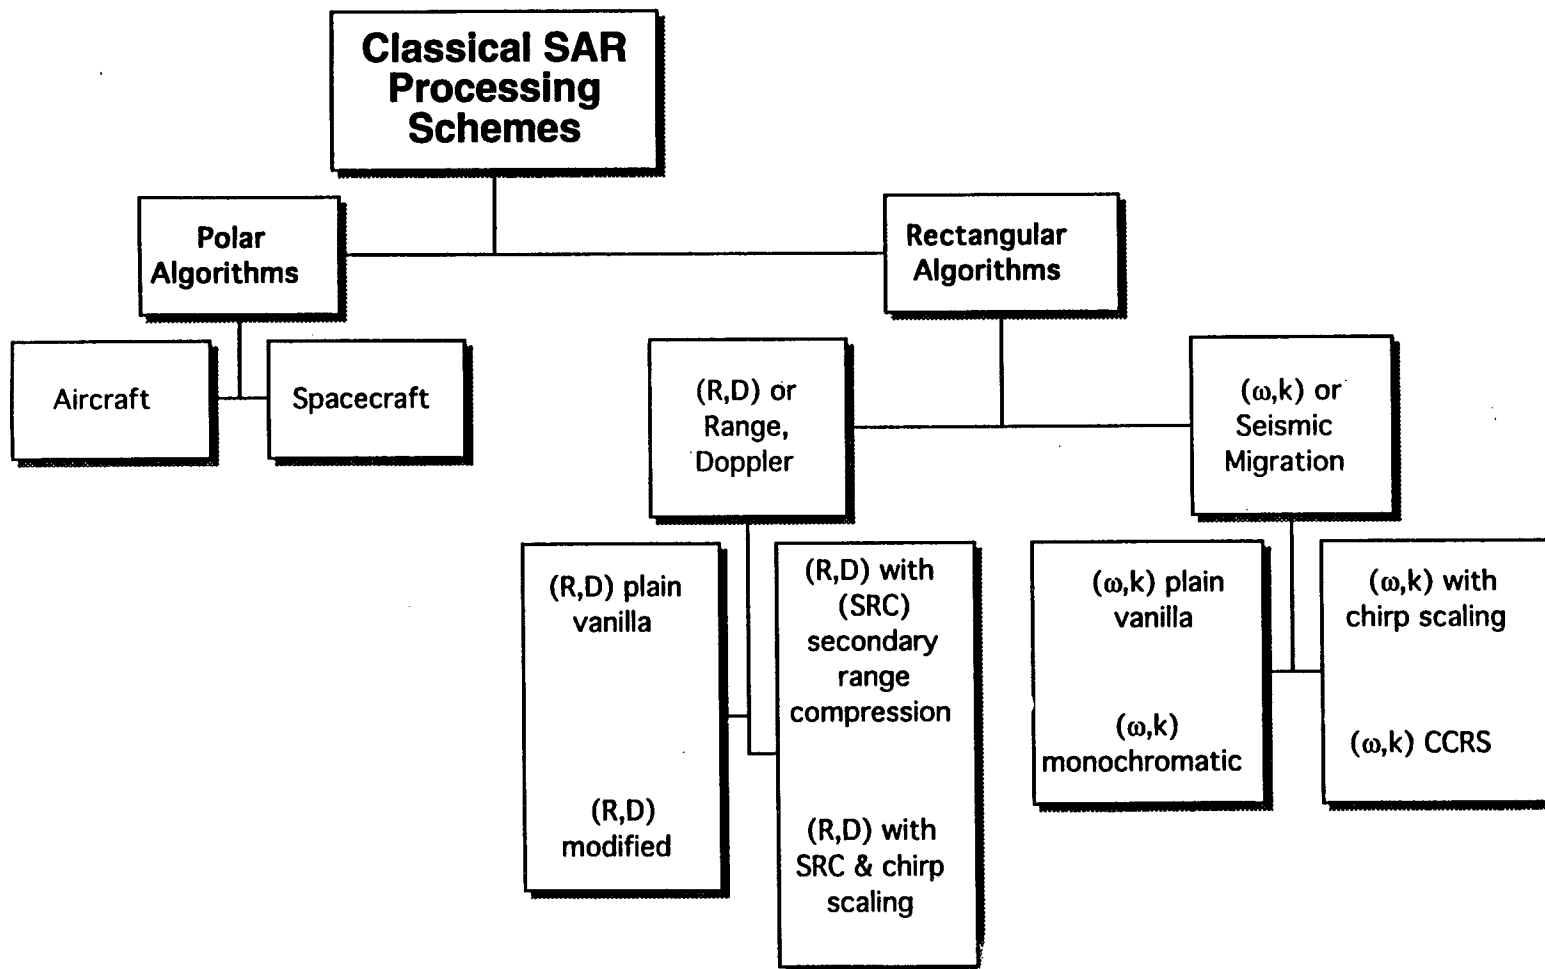 Classical SAR
Processing
Schemes
Polar
Algorithms
Rectangular
Algorithms
Aircraft
Spacecraft
(R,D) or
Range,
Doppler
(ω,k) or
Seismic
Migration
(R,D) plain
vanilla
(R,D)
modified
(R,D) with
(SRC)
secondary
range
compression
(R,D) with
SRC & chirp
scaling
(ω,k) plain
vanilla
(ω,k)
monochromatic
(ω,k) with
chirp scaling
(ω,k) CCRS